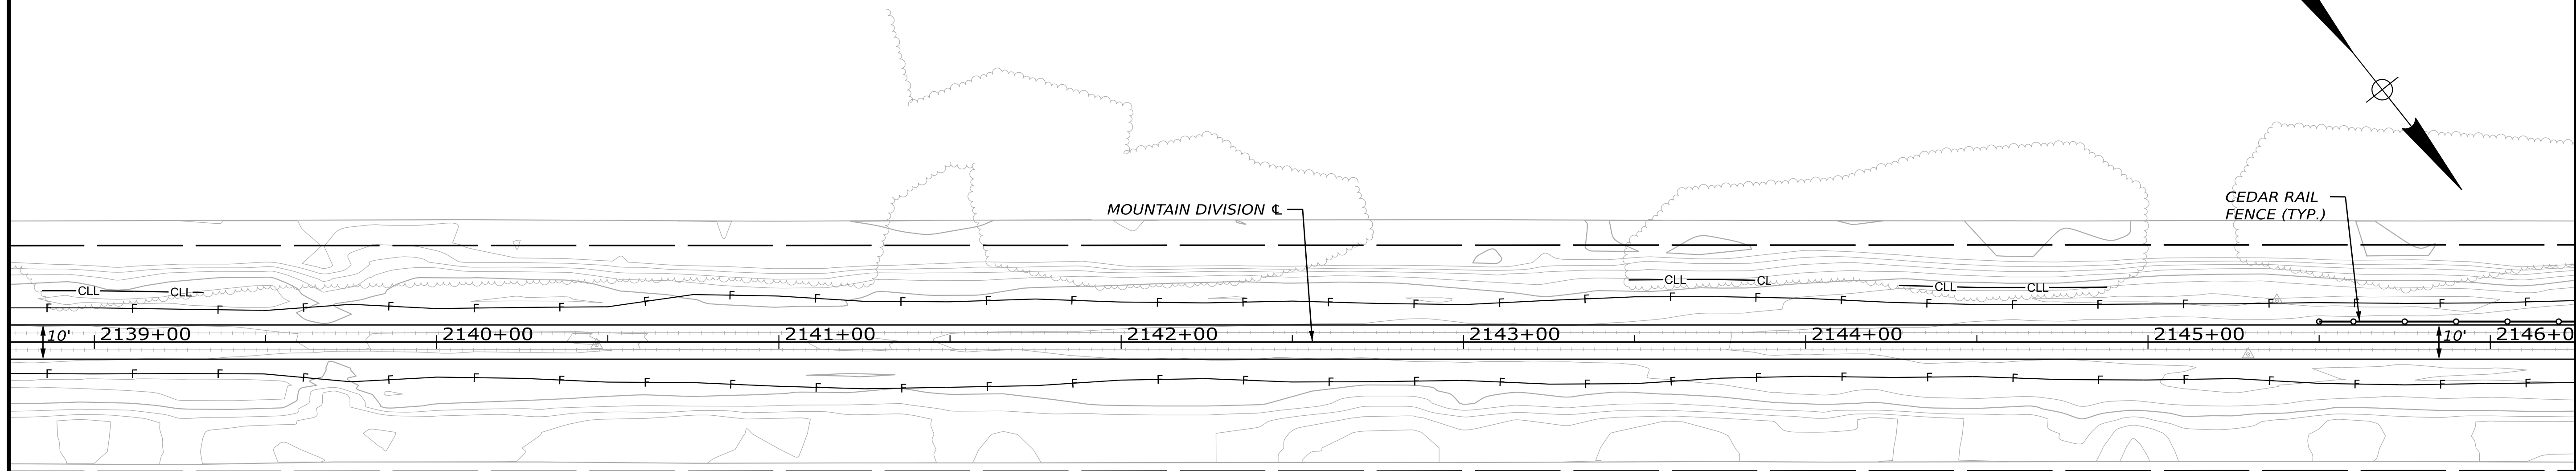 MOUNTAIN DIVISION ℄
CEDAR RAIL
FENCE (TYP.)
CLL CLL CLL CL CLL CLL
F F F F F F F F F F F F F F F F F F F F F F F F F F F F F F
10' 2139+00 2140+00 2141+00 2142+00 2143+00 2144+00 2145+00 10' 2146+0
F F F F F F F F F F F F F F F F F F F F F F F F F F F F F F